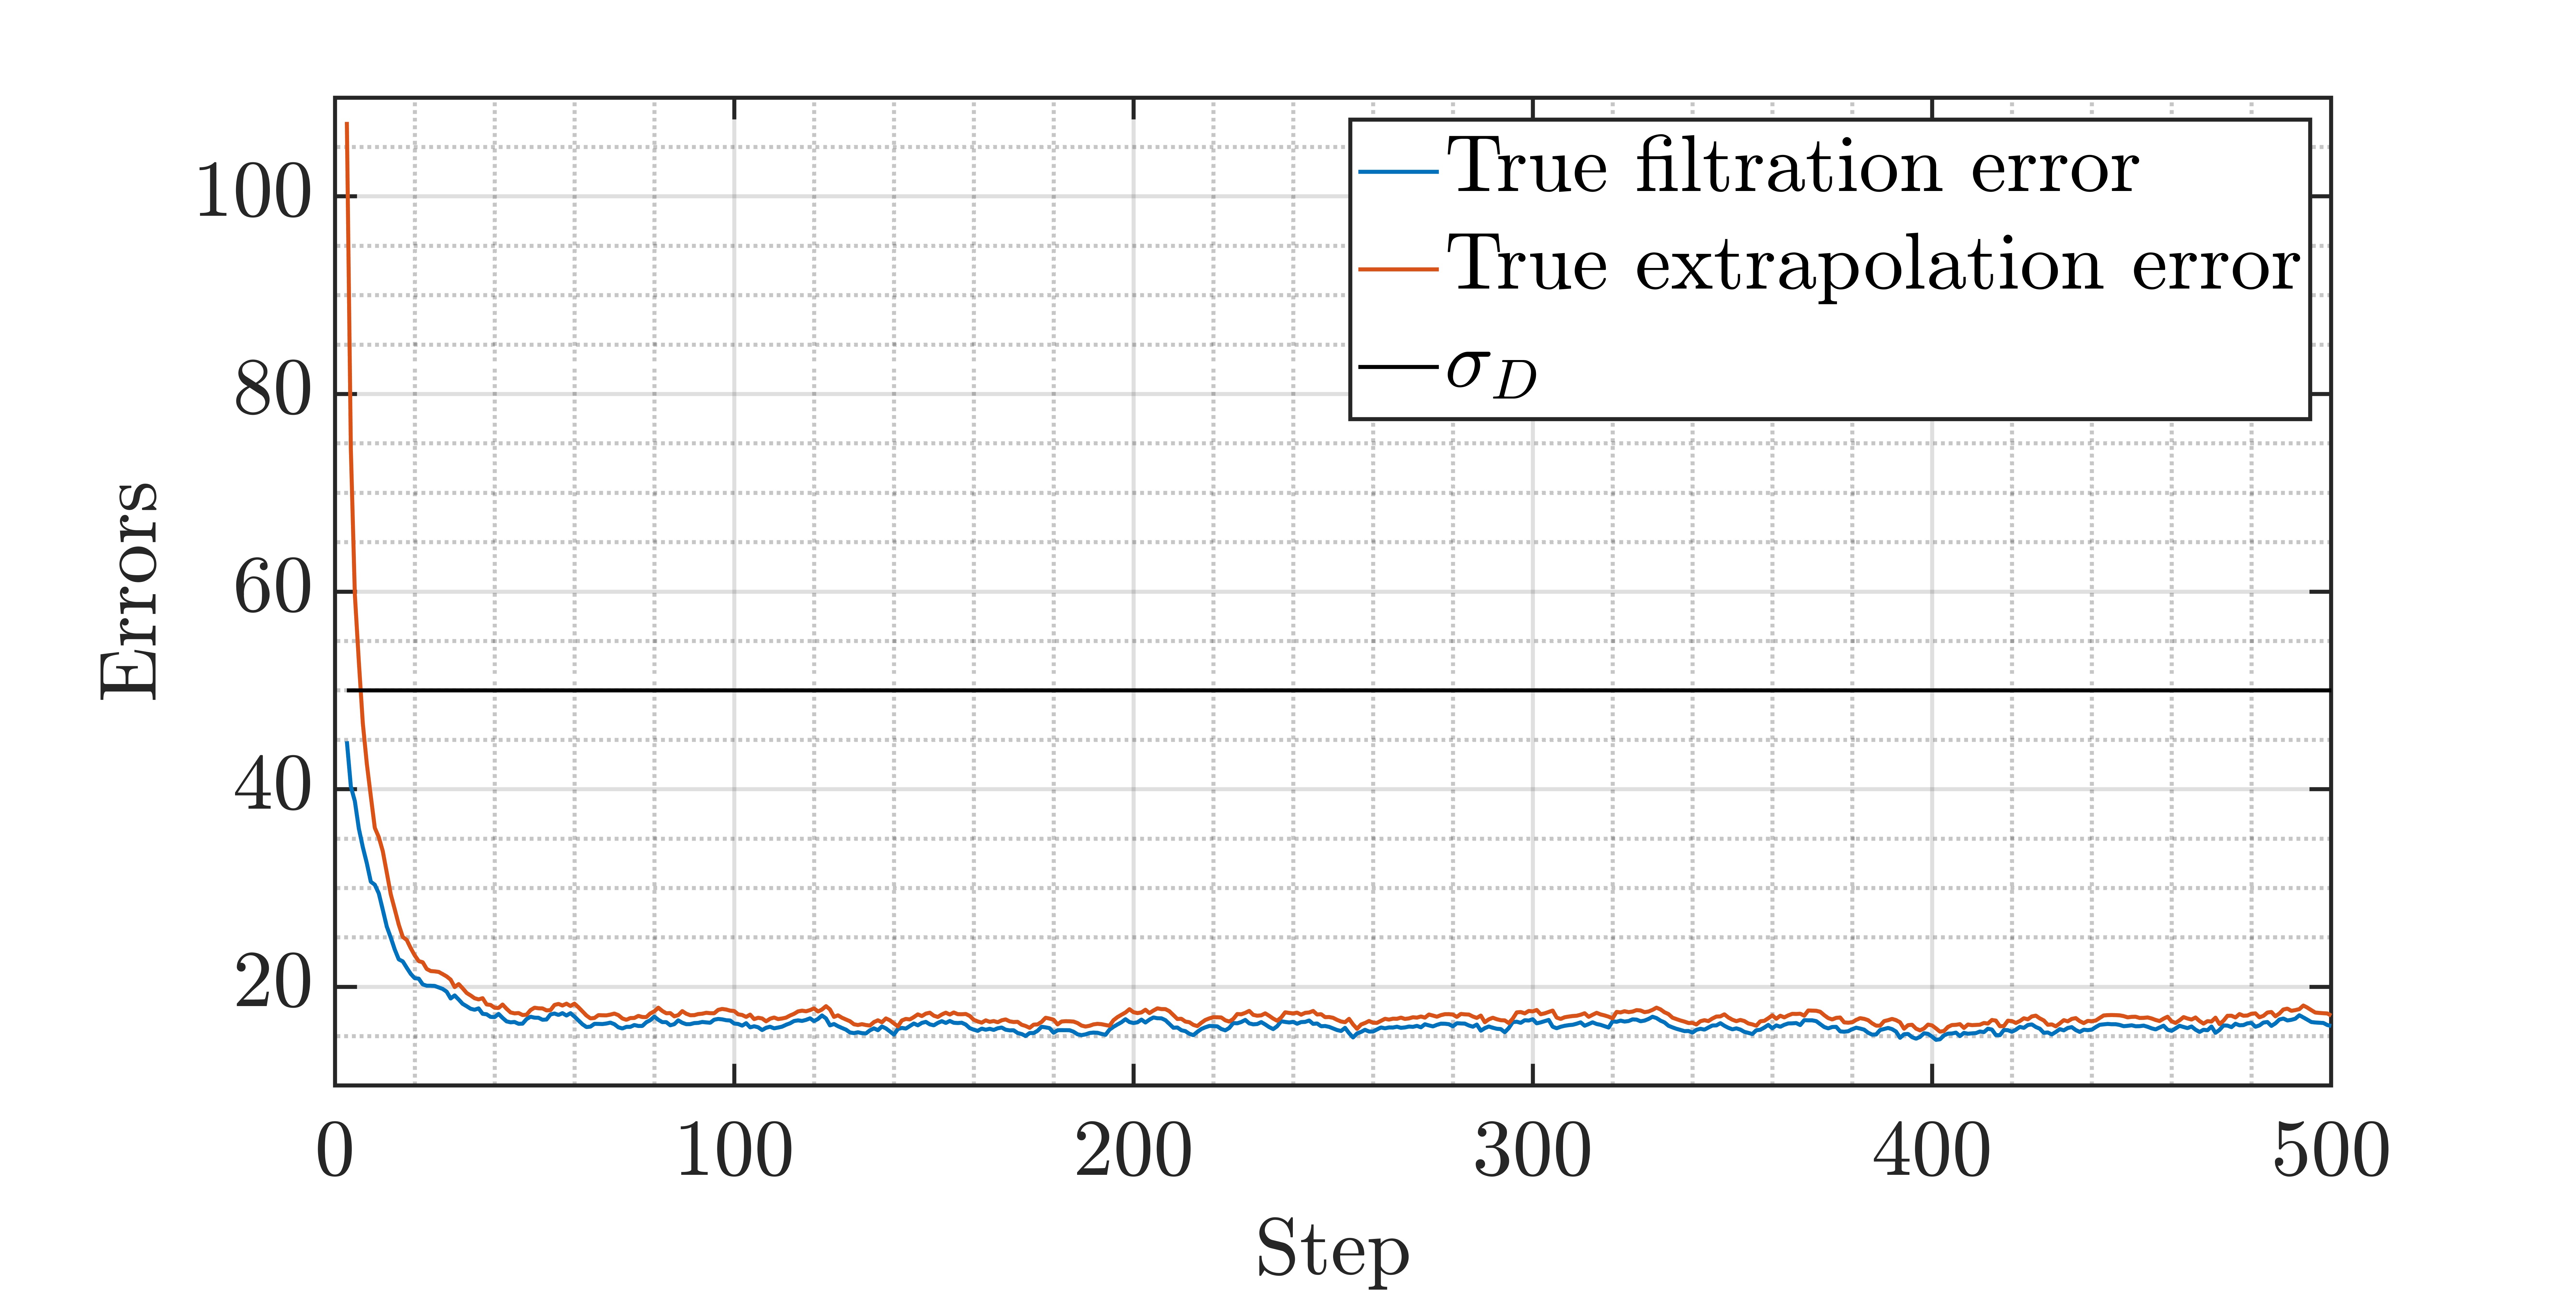 True filtration error
True extrapolation error
σ_D
100
80
60
40
20
Errors
0 100 200 300 400 500
Step